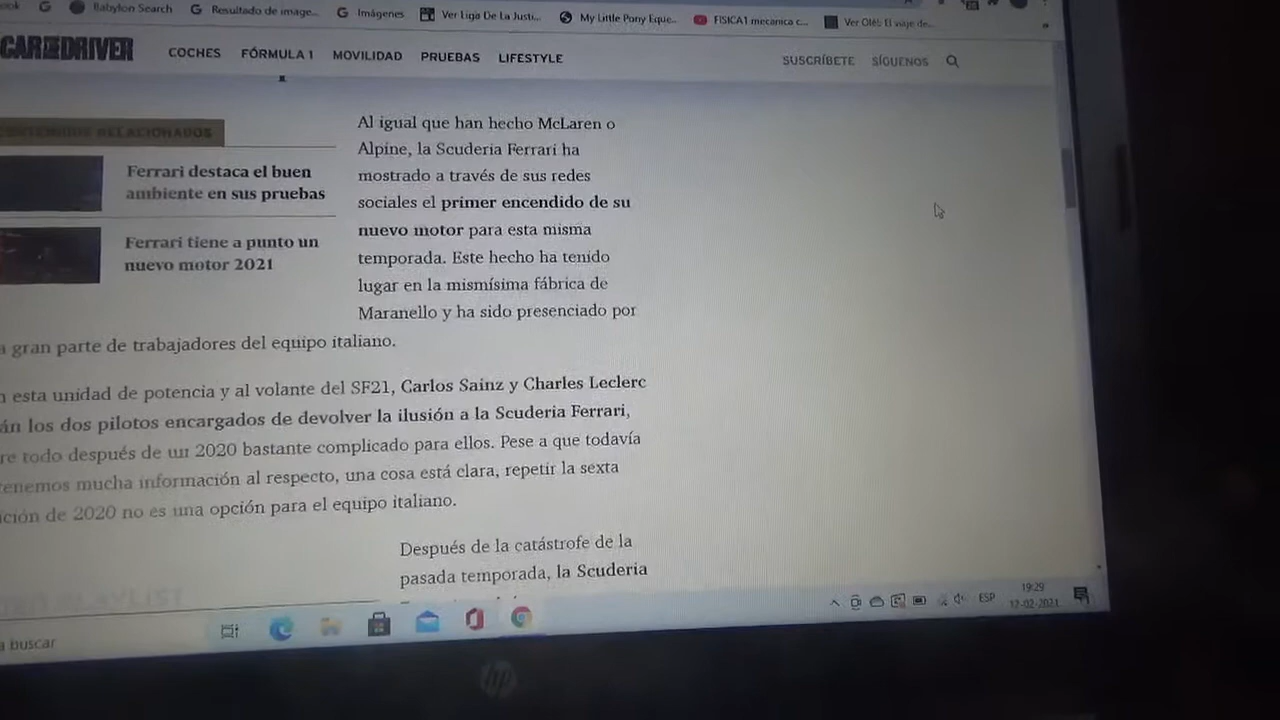 ook
Babylon Search
Resultado de image...
Imágenes
Ver Liga De La Justi...
My Little Pony Eque...
FISICA1 mecanica c...
Ver Olé! El viaje de...
CAR AND DRIVER
COCHES
FÓRMULA 1
MOVILIDAD
PRUEBAS
LIFESTYLE
SUSCRÍBETE
SÍGUENOS
CONTENIDOS RELACIONADOS
Ferrari destaca el buen
ambiente en sus pruebas
Ferrari tiene a punto un
nuevo motor 2021
Al igual que han hecho McLaren o
Alpine, la Scuderia Ferrari ha
mostrado a través de sus redes
sociales el primer encendido de su
nuevo motor para esta misma
temporada. Este hecho ha tenido
lugar en la mismísima fábrica de
Maranello y ha sido presenciado por
a gran parte de trabajadores del equipo italiano.
n esta unidad de potencia y al volante del SF21, Carlos Sainz y Charles Leclerc
án los dos pilotos encargados de devolver la ilusión a la Scuderia Ferrari,
re todo después de un 2020 bastante complicado para ellos. Pese a que todavía
tenemos mucha información al respecto, una cosa está clara, repetir la sexta
ición de 2020 no es una opción para el equipo italiano.
Después de la catástrofe de la
pasada temporada, la Scuderia
a buscar
ESP
19:29
12-02-2021
hp